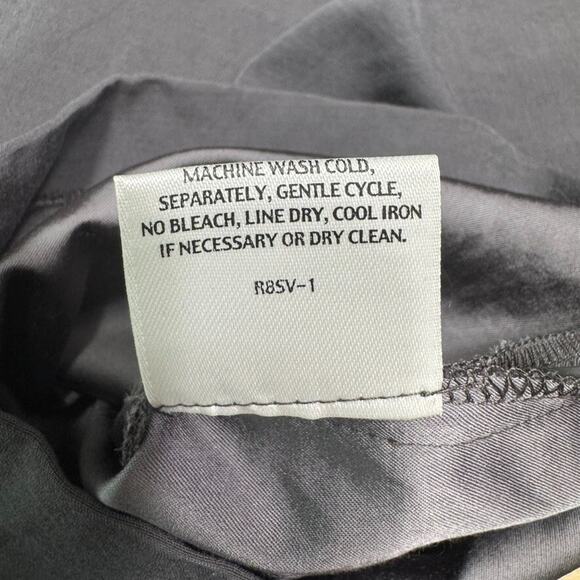 MACHINE WASH COLD,
SEPARATELY, GENTLE CYCLE,
NO BLEACH, LINE DRY, COOL IRON
IF NECESSARY OR DRY CLEAN.
R8SV-1